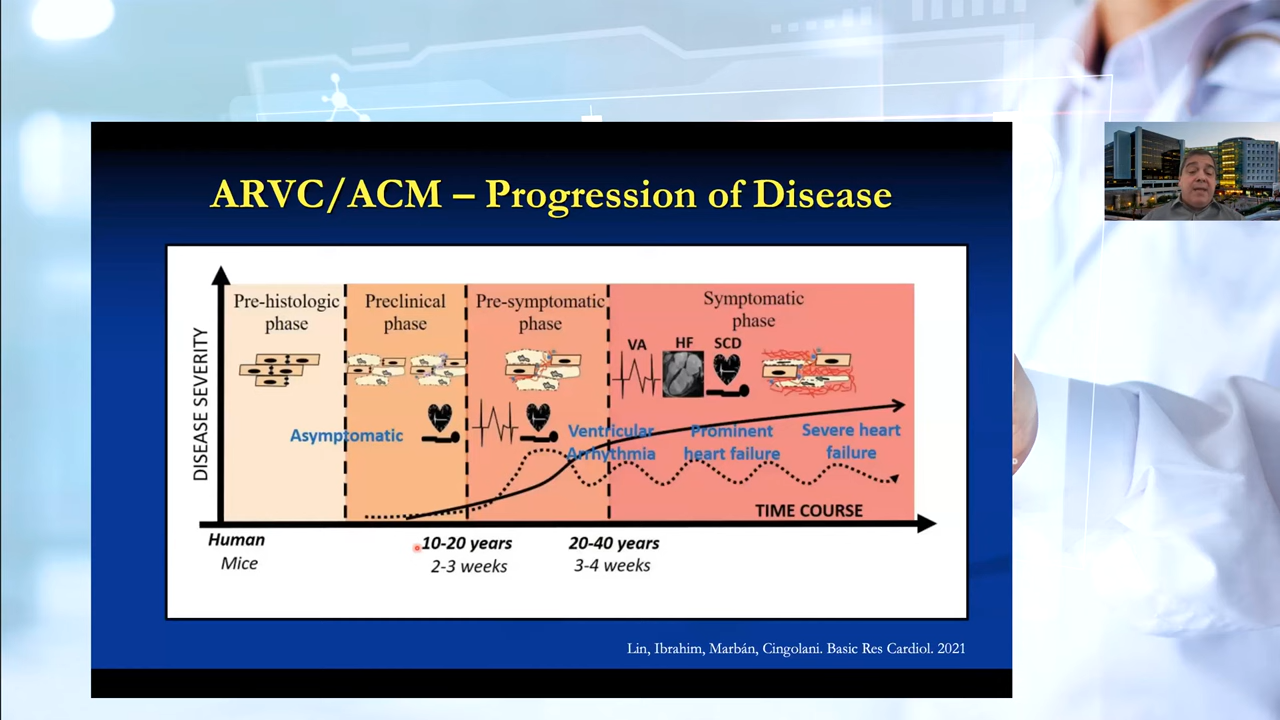 ARVC/ACM – Progression of Disease
DISEASE SEVERITY
Pre-histologic
phase
Preclinical
phase
Pre-symptomatic
phase
Symptomatic
phase
VA
HF
SCD
Asymptomatic
Ventricular
Arrhythmia
Prominent
heart failure
Severe heart
failure
TIME COURSE
Human
Mice
10-20 years
2-3 weeks
20-40 years
3-4 weeks
Lin, Ibrahim, Marbán, Cingolani. Basic Res Cardiol. 2021